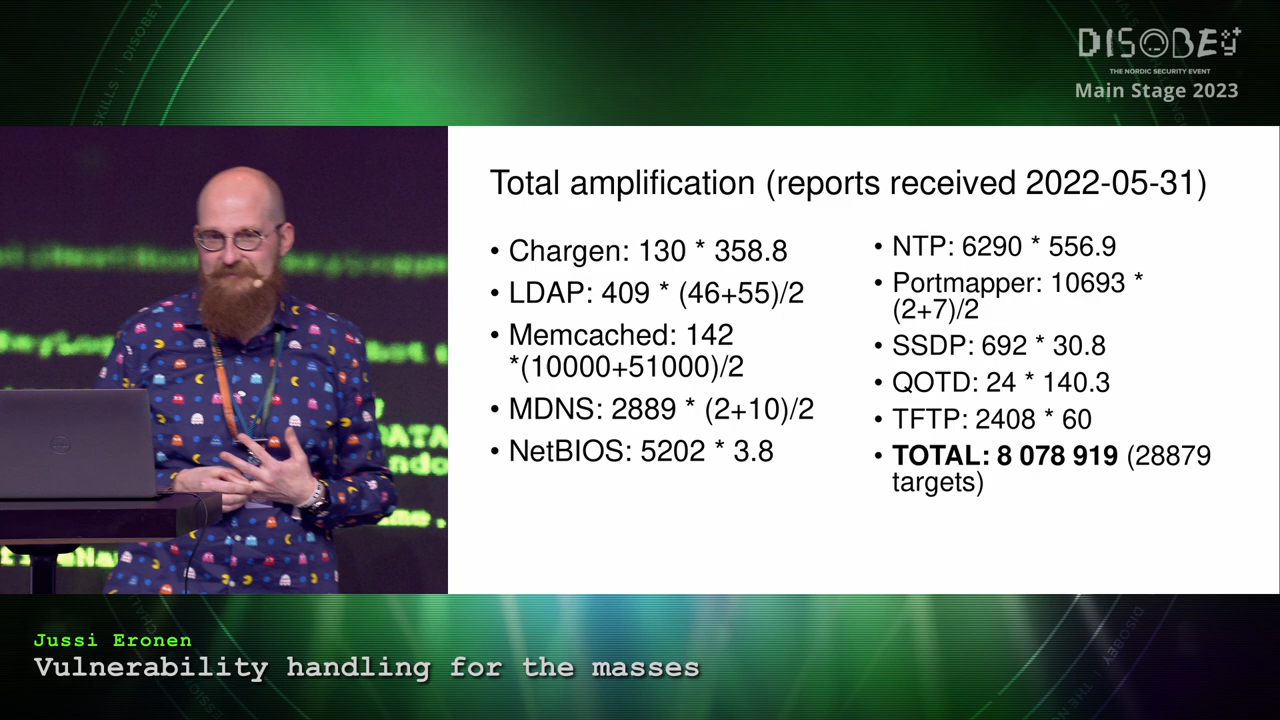 DISOBEY
THE NORDIC SECURITY EVENT
Main Stage 2023
SKILLS | DISOBEY
Total amplification (reports received 2022-05-31)
• Chargen: 130 * 358.8
• LDAP: 409 * (46+55)/2
• Memcached: 142
*(10000+51000)/2
• MDNS: 2889 * (2+10)/2
• NetBIOS: 5202 * 3.8
• NTP: 6290 * 556.9
• Portmapper: 10693 *
(2+7)/2
• SSDP: 692 * 30.8
• QOTD: 24 * 140.3
• TFTP: 2408 * 60
• TOTAL: 8 078 919 (28879
targets)
Jussi Eronen
Vulnerability handling for the masses